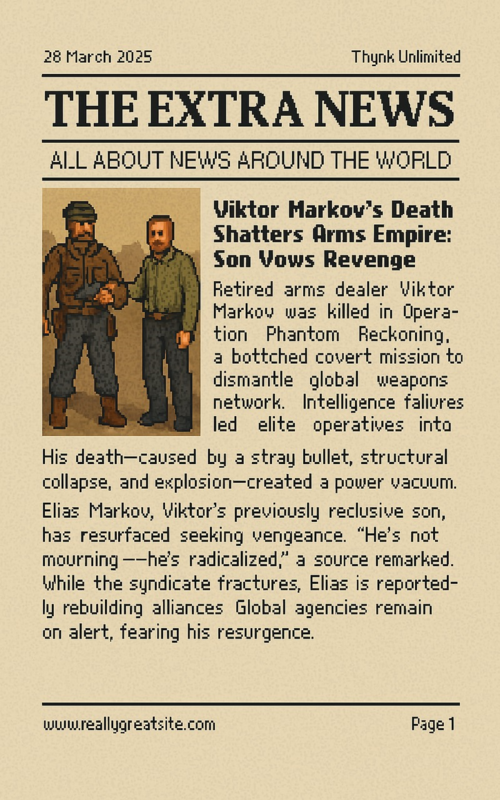 28 March 2025
Thynk Unlimited
THE EXTRA NEWS
ALL ABOUT NEWS AROUND THE WORLD
Viktor Markov's Death
Shatters Arms Empire:
Son Vows Revenge
Retired arms dealer Viktor
Markov was killed in Opera-
tion Phantom Reckoning,
a bottched covert mission to
dismantle global weapons
network. Intelligence faliures
led elite operatives into
His death—caused by a stray bullet, structural
collapse, and explosion—created a power vacuum.
Elias Markov, Viktor's previously reclusive son,
has resurfaced seeking vengeance. “He's not
mourning——he's radicalized,” a source remarked.
While the syndicate fractures, Elias is reported-
ly rebuilding alliances Global agencies remain
on alert, fearing his resurgence.
www.reallygreatsite.com
Page 1